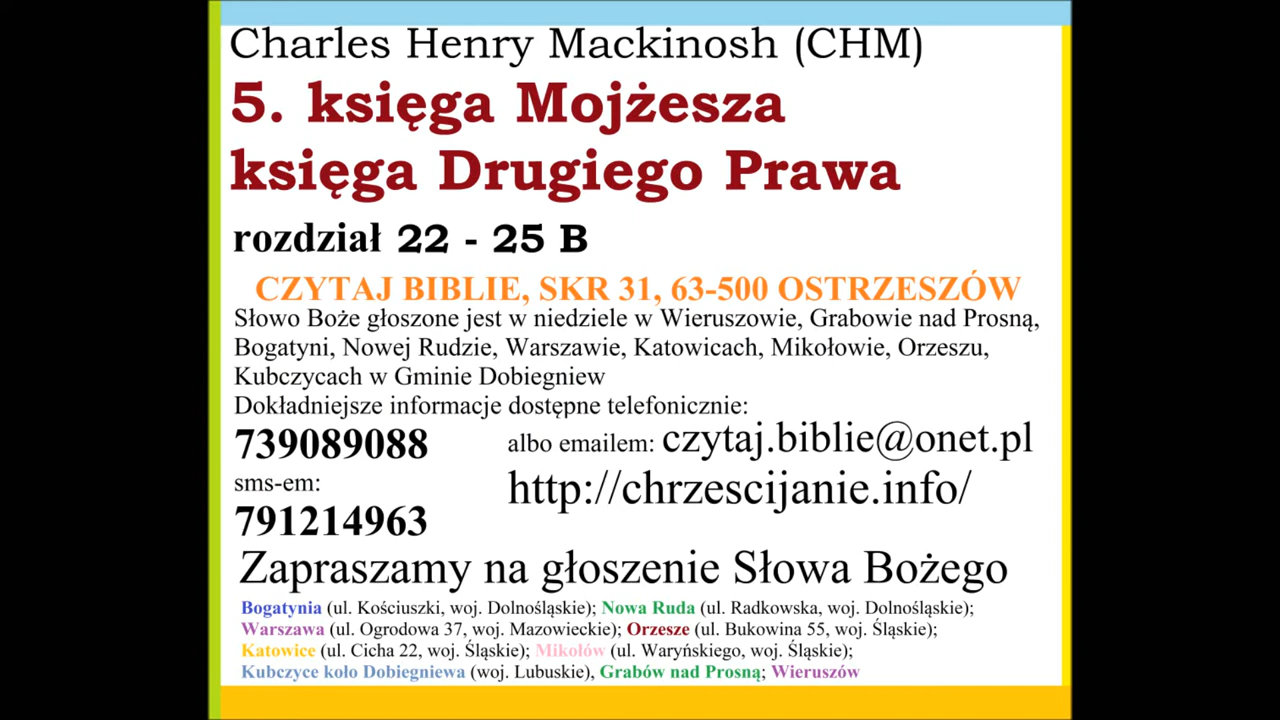 Charles Henry Mackinosh (CHM)
5. księga Mojżesza
księga Drugiego Prawa
rozdział 22 - 25 B
CZYTAJ BIBLIE, SKR 31, 63-500 OSTRZESZÓW
Słowo Boże głoszone jest w niedziele w Wieruszowie, Grabowie nad Prosną,
Bogatyni, Nowej Rudzie, Warszawie, Katowicach, Mikołowie, Orzeszu,
Kubczycach w Gminie Dobiegniew
Dokładniejsze informacje dostępne telefonicznie:
739089088 albo emailem: czytaj.biblie@onet.pl
sms-em: http://chrzescijanie.info/
791214963
Zapraszamy na głoszenie Słowa Bożego
Bogatynia (ul. Kościuszki, woj. Dolnośląskie); Nowa Ruda (ul. Radkowska, woj. Dolnośląskie);
Warszawa (ul. Ogrodowa 37, woj. Mazowieckie); Orzesze (ul. Bukowina 55, woj. Śląskie);
Katowice (ul. Cicha 22, woj. Śląskie); Mikołów (ul. Waryńskiego, woj. Śląskie);
Kubczyce koło Dobiegniewa (woj. Lubuskie), Grabów nad Prosną; Wieruszów